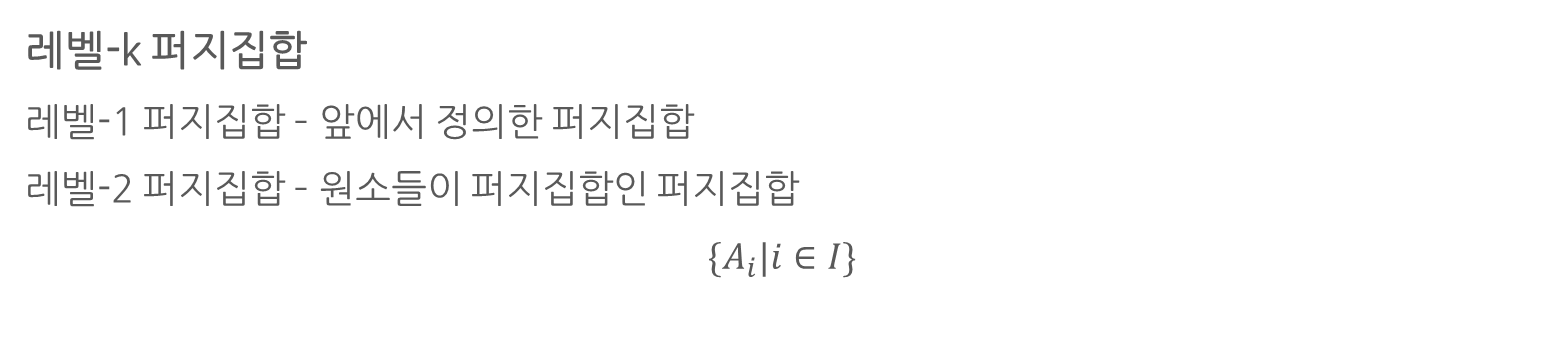 레벨-k 퍼지집합
레벨-1 퍼지집합 - 앞에서 정의한 퍼지집합
레벨-2 퍼지집합 - 원소들이 퍼지집합인 퍼지집합
{𝐴ᵢ|𝑖 ∈ 𝐼}